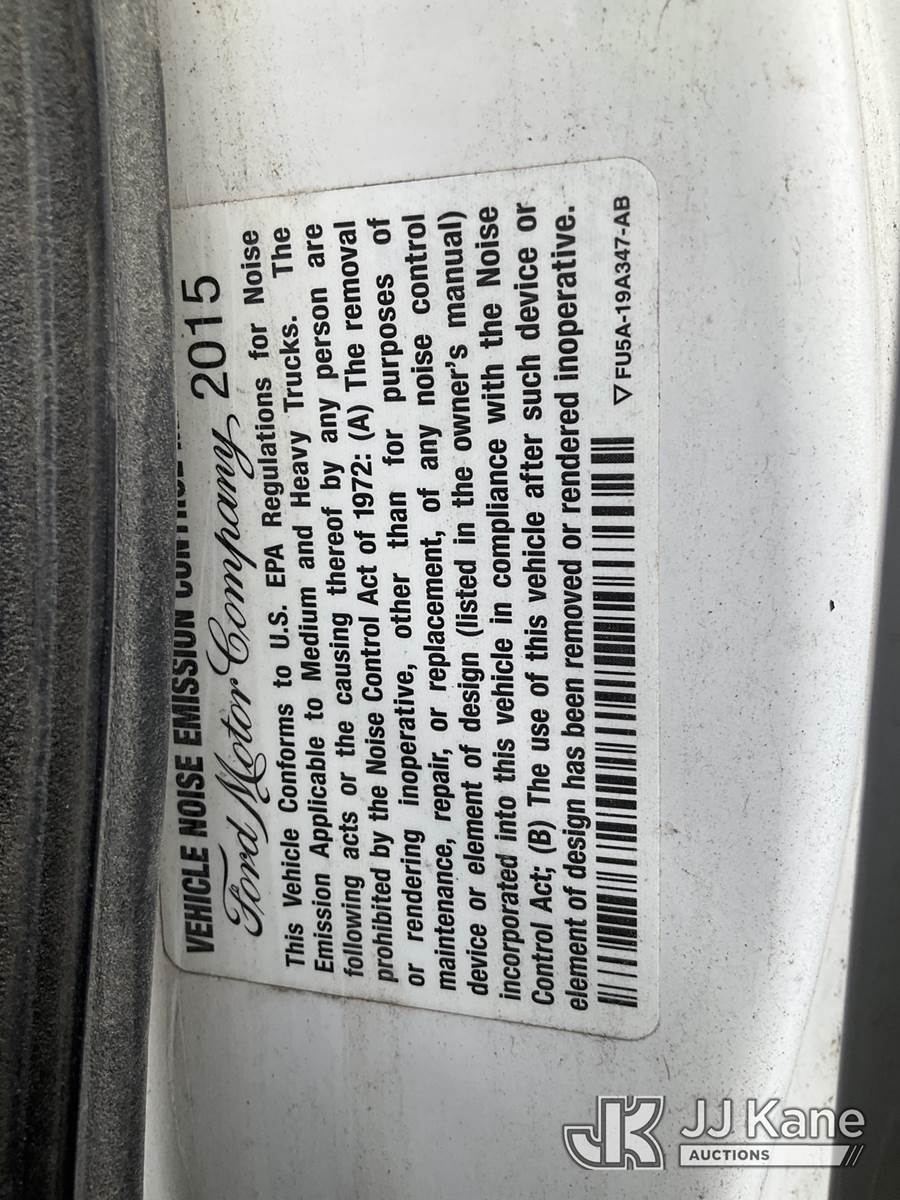 VEHICLE NOISE EMISSION CONTROL
Ford Motor Company 2015
This Vehicle Conforms to U.S. EPA Regulations for Noise
Emission Applicable to Medium and Heavy Trucks. The
following acts or the causing thereof by any person are
prohibited by the Noise Control Act of 1972: (A) The removal
or rendering inoperative, other than for purposes of
maintenance, repair, or replacement, of any noise control
device or element of design (listed in the owner's manual)
incorporated into this vehicle in compliance with the Noise
Control Act; (B) The use of this vehicle after such device or
element of design has been removed or rendered inoperative.
FU5A-19A347-AB
JK JJ Kane
AUCTIONS